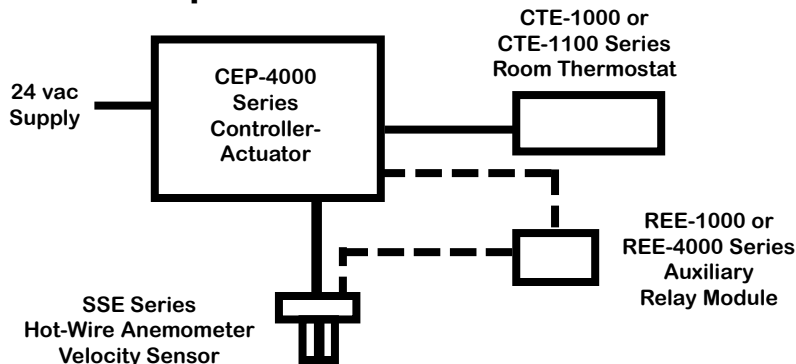 CTE-1000 or
CTE-1100 Series
Room Thermostat
CEP-4000
Series
Controller-
Actuator
24 vac
Supply
REE-1000 or
REE-4000 Series
Auxiliary
Relay Module
SSE Series
Hot-Wire Anemometer
Velocity Sensor